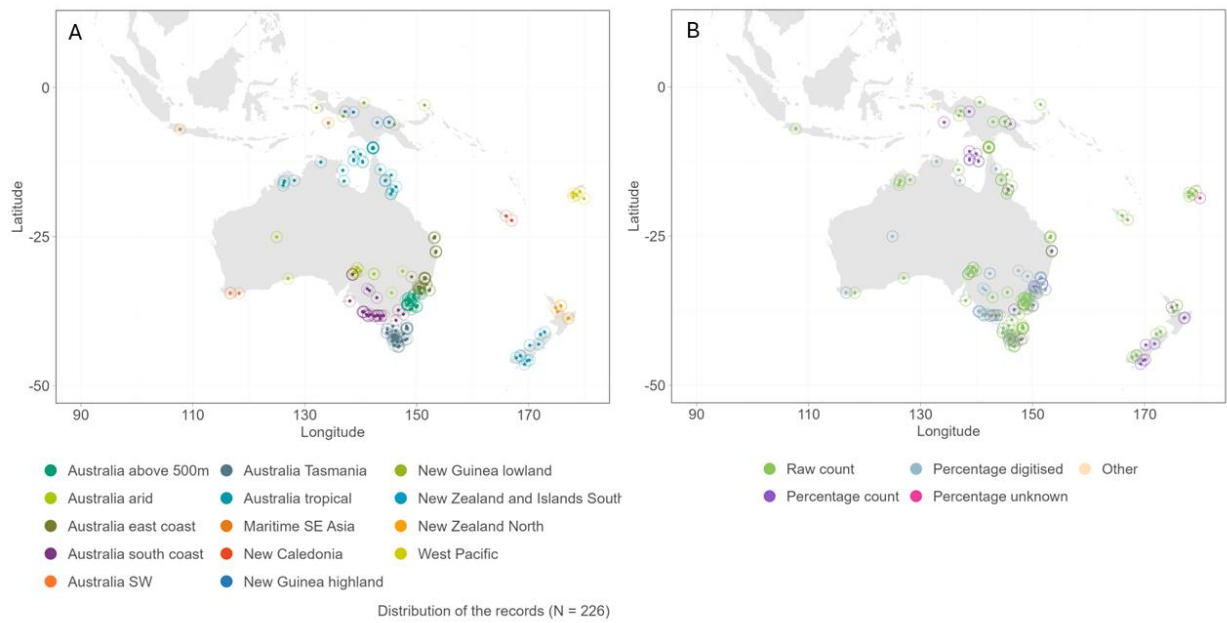 A
B
0
-25
-50
Latitude
90
110
130
150
170
Longitude
0
-25
-50
Latitude
90
110
130
150
170
Longitude
Australia above 500m
Australia Tasmania
New Guinea lowland
Australia arid
Australia tropical
New Zealand and Islands South
Australia east coast
Maritime SE Asia
New Zealand North
Australia south coast
New Caledonia
West Pacific
Australia SW
New Guinea highland
Distribution of the records (N = 226)
Raw count
Percentage digitised
Other
Percentage count
Percentage unknown